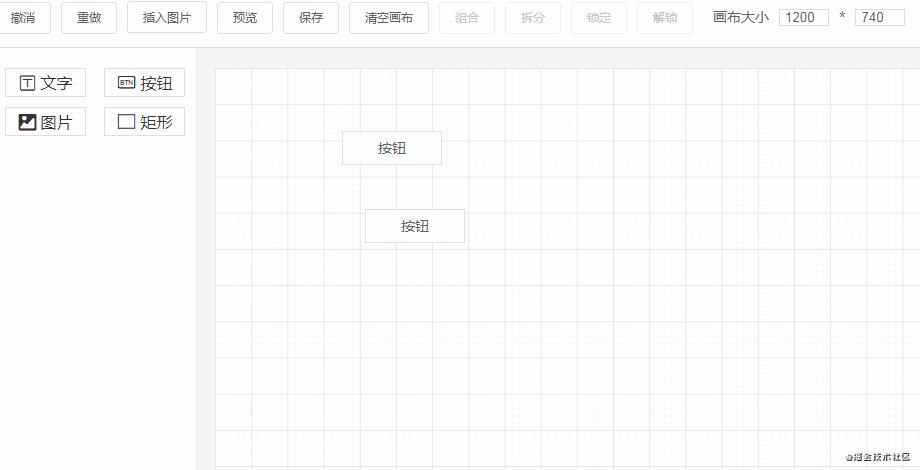 撤消 重做 插入图片 预览 保存 清空画布 组合 拆分 锁定 解锁 画布大小 1200 * 740
T 文字 BTN 按钮
图片 矩形
按钮
按钮
@掘金技术社区